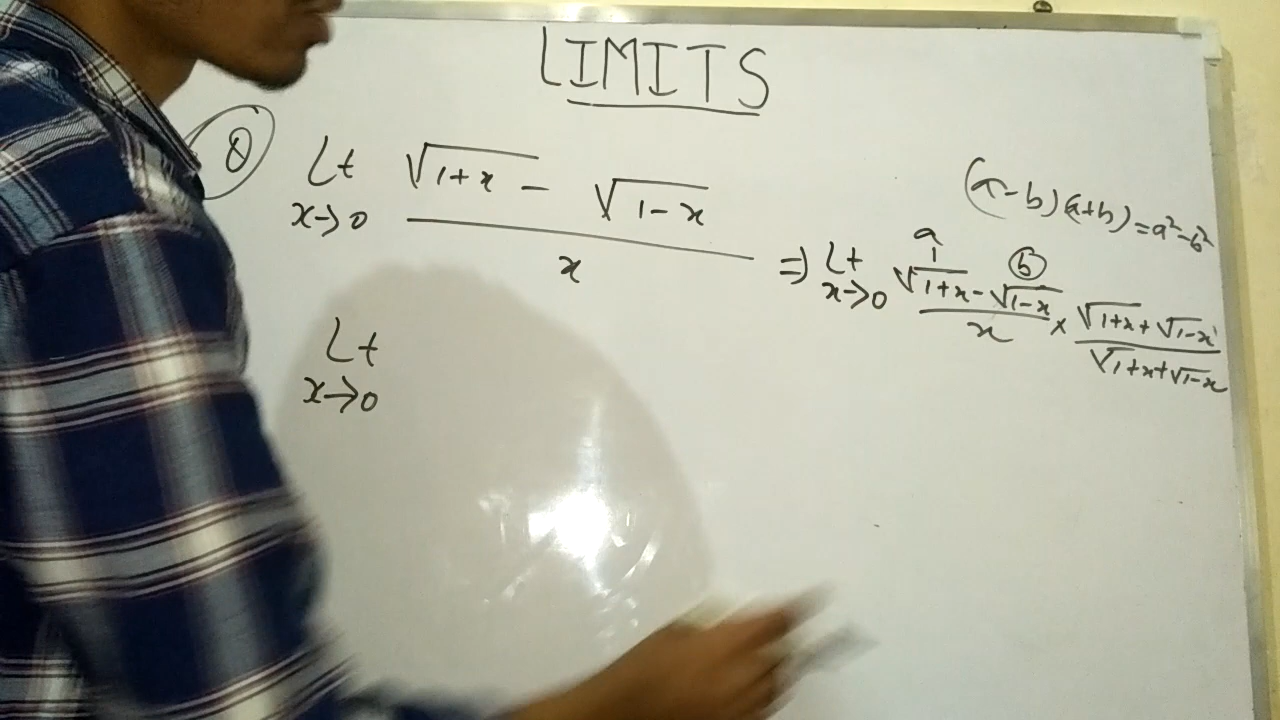 LIMITS
⑧ Lt x→0 (√(1+x) − √(1−x)) / x
(a-b)(a+b) = a²-b²
⇒ Lt x→0 (√(1+x) − √(1−x)) / x × (√(1+x) + √(1−x)) / (√(1+x) + √(1−x))
a ⓑ
Lt x→0